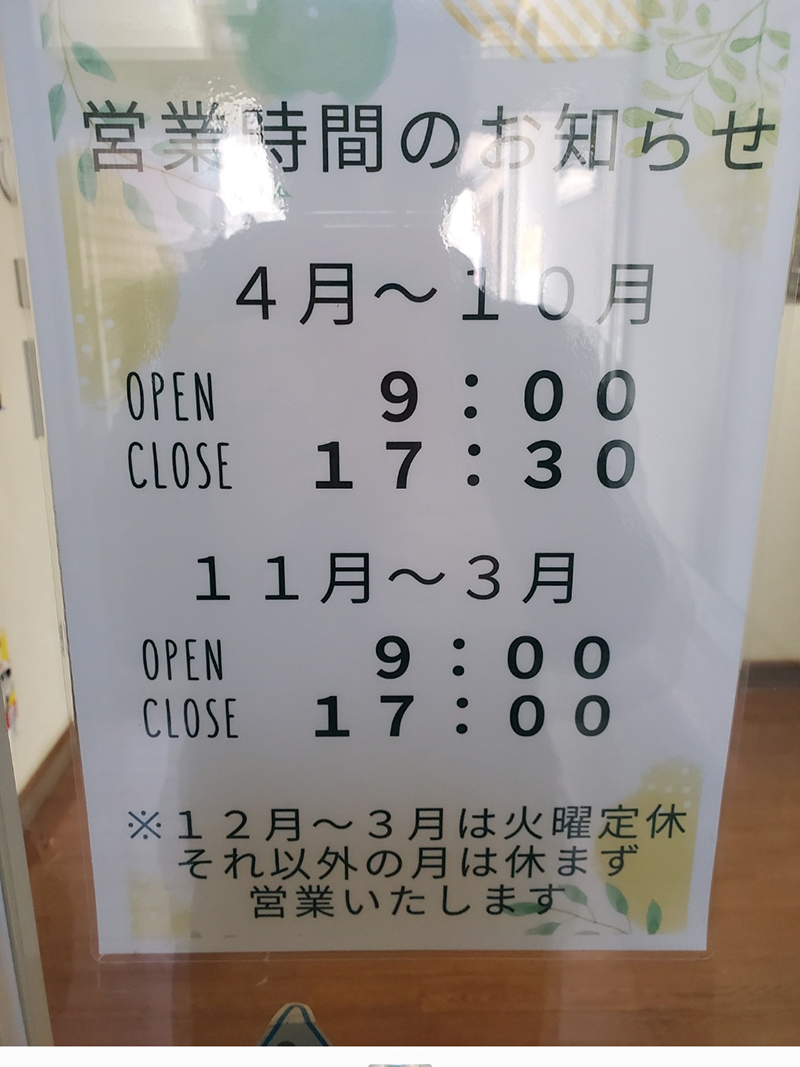 営業時間のお知らせ
4月〜10月
OPEN 9:00
CLOSE 17:30
11月〜3月
OPEN 9:00
CLOSE 17:00
※12月〜3月は火曜定休
それ以外の月は休まず
営業いたします